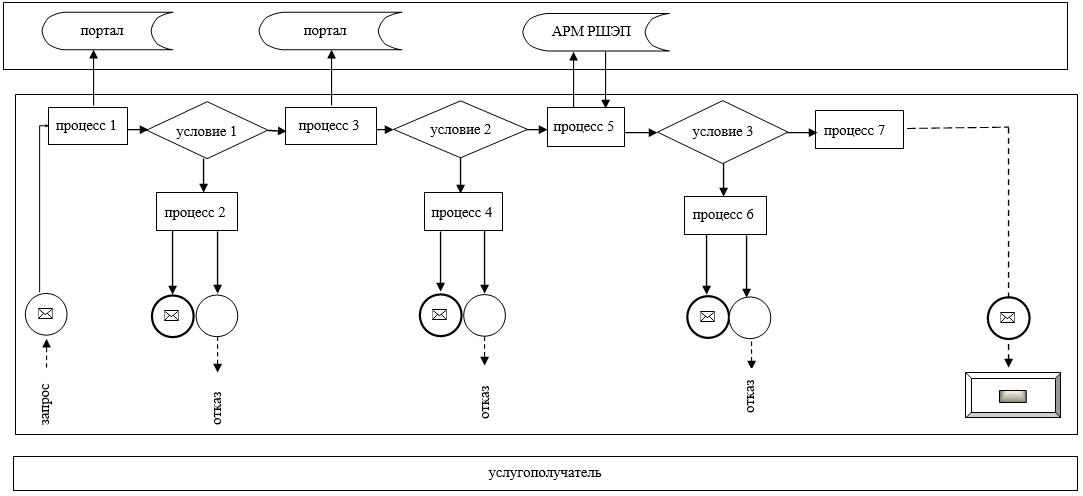 портал
портал
АРМ РШЭП
процесс 1
условие 1
процесс 3
условие 2
процесс 5
условие 3
процесс 7
процесс 2
процесс 4
процесс 6
запрос
отказ
отказ
отказ
услугополучатель